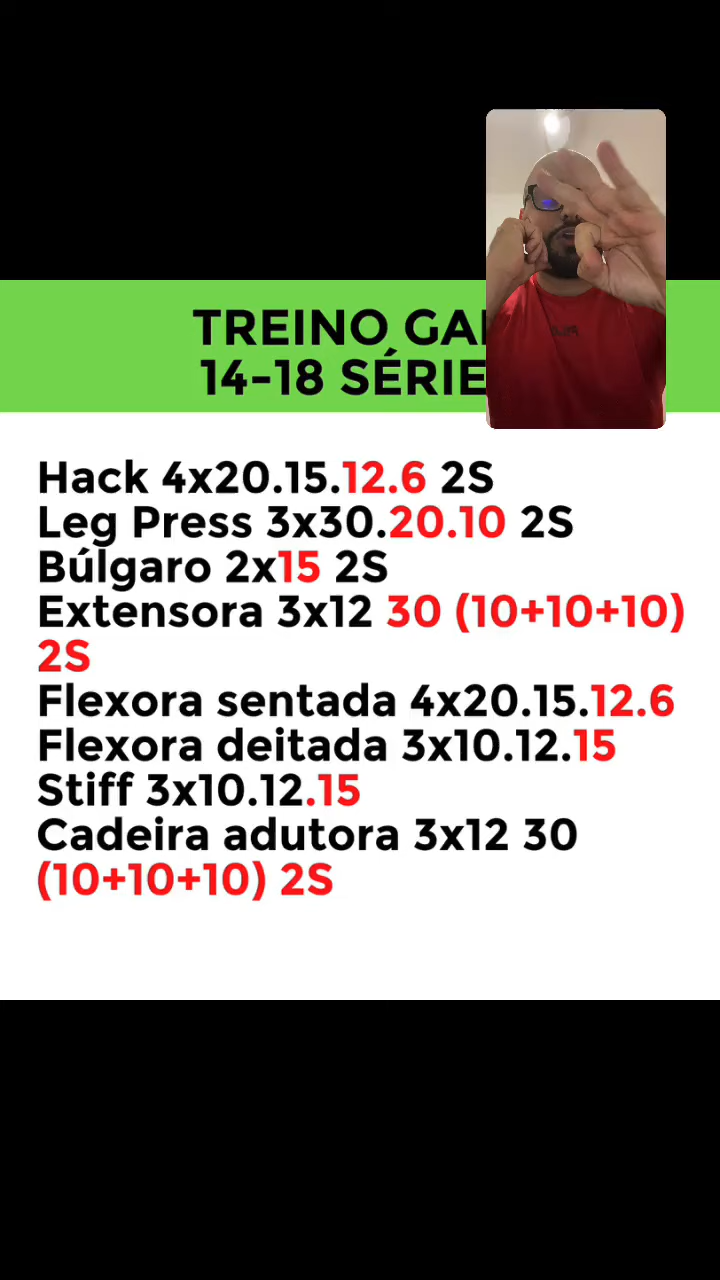 TREINO
14-18
Hack 4x20.15.12.6 2S
Leg Press 3x30.20.10 2S
Búlgaro 2x15 2S
Extensora 3x12 30 (10+10+10)
2S
Flexora sentada 4x20.15.12.6
Flexora deitada 3x10.12.15
Stiff 3x10.12.15
Cadeira adutora 3x12 30
(10+10+10) 2S